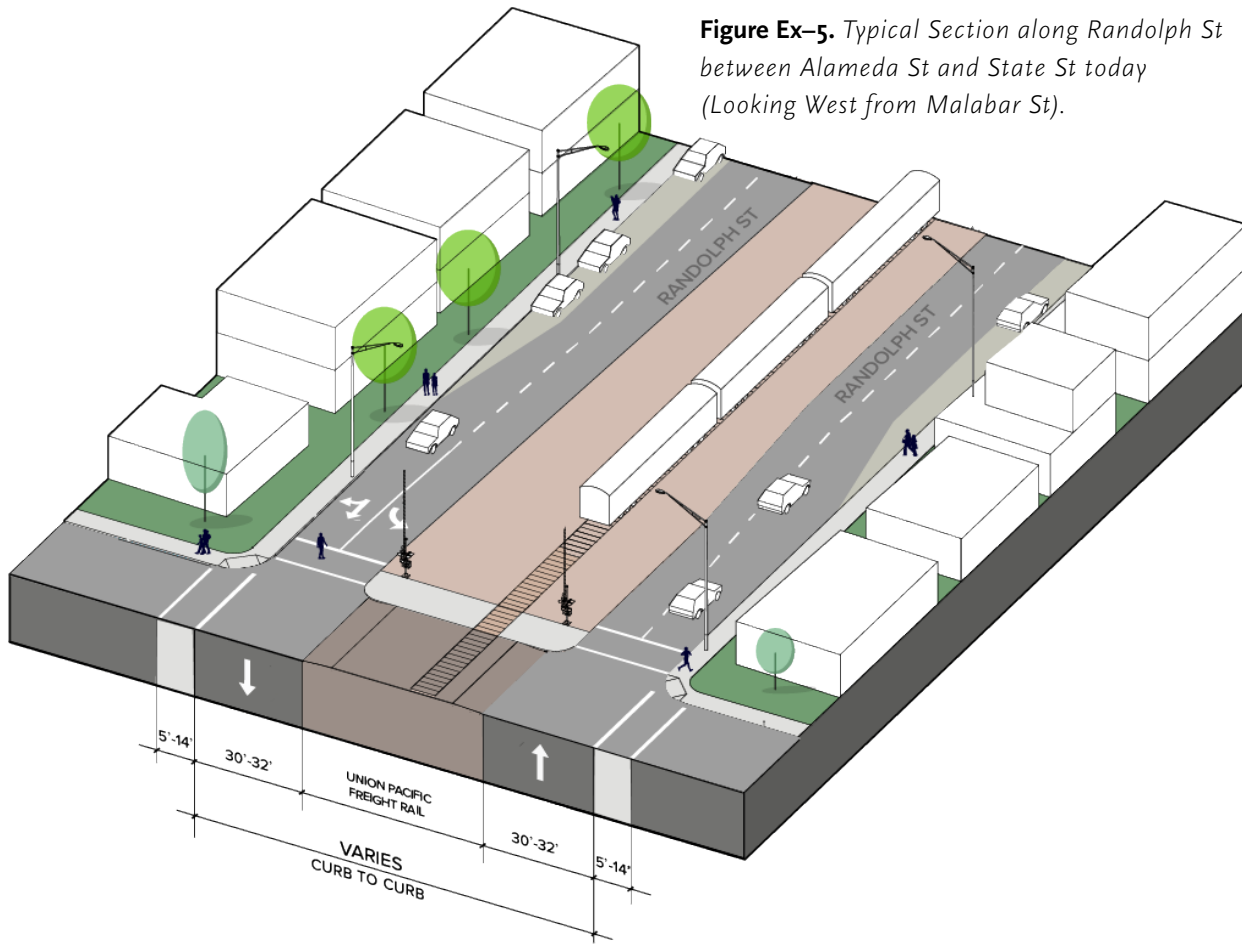 Figure Ex–5. Typical Section along Randolph St
between Alameda St and State St today
(Looking West from Malabar St).
RANDOLPH ST
RANDOLPH ST
5'-14'
30'-32'
UNION PACIFIC
FREIGHT RAIL
30'-32'
5'-14'
VARIES
CURB TO CURB